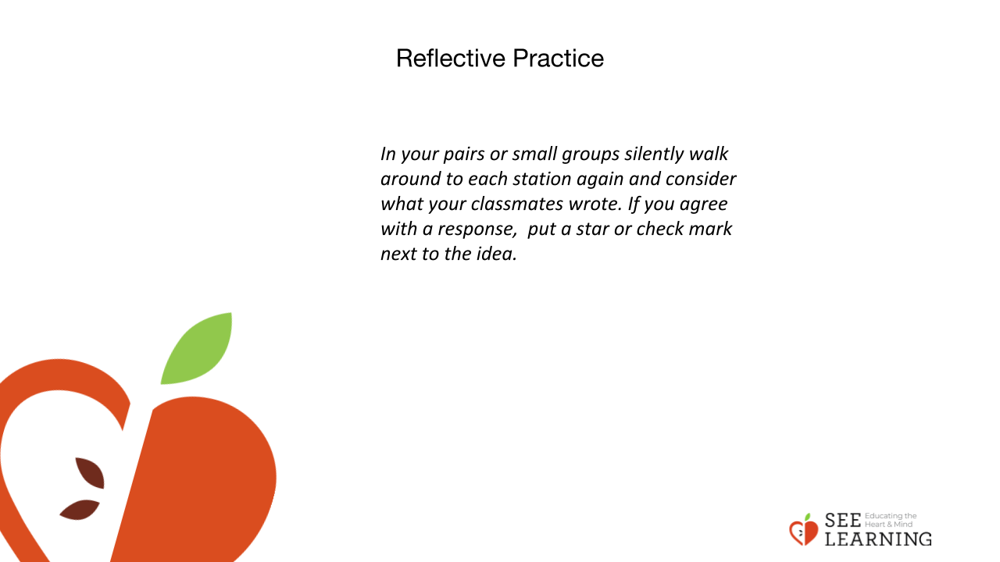 Reflective Practice
In your pairs or small groups silently walk
around to each station again and consider
what your classmates wrote. If you agree
with a response,  put a star or check mark
next to the idea.
SEE Educating the
Heart & Mind
LEARNING